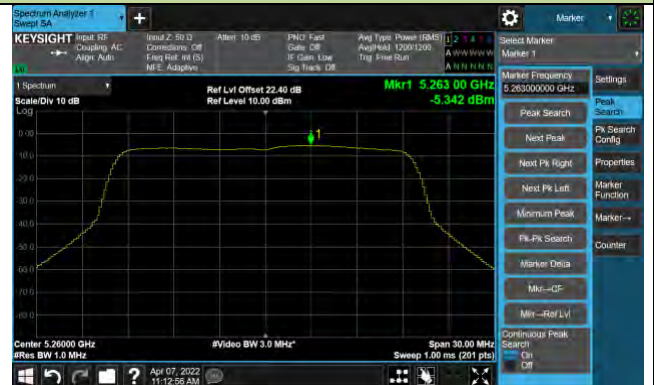 Spectrum Analyzer 1
Swept SA
Marker
KEYSIGHT
Input: RF
Coupling: AC
Align: Auto
Input Z: 50 Ω
Corrections: Off
Freq Ref: Int (S)
NFE: Adaptive
Atten: 10 dB
PNO: Fast
Gate: Off
IF Gain: Low
Sig Track: Off
Avg Type: Power (RMS)
Avg|Hold: 1200/1200
Trig: Free Run
1 2 3 4 5 6
A W W W W W
A N N N N N
Select Marker
Marker 1
1 Spectrum
Scale/Div 10 dB
Log
Ref Lvl Offset 22.40 dB
Ref Level 10.00 dBm
Mkr1 5.263 00 GHz
-5.342 dBm
1
0.00
-10.0
-20.0
-30.0
-40.0
-50.0
-60.0
-70.0
-80.0
Center 5.26000 GHz
#Res BW 1.0 MHz
#Video BW 3.0 MHz*
Span 30.00 MHz
Sweep 1.00 ms (201 pts)
Marker Frequency
5.263000000 GHz
Peak Search
Next Peak
Next Pk Right
Next Pk Left
Minimum Peak
Pk-Pk Search
Marker Delta
Mkr→CF
Mkr→Ref Lvl
Continuous Peak
Search
On
Off
Settings
Peak
Search
Pk Search
Config
Properties
Marker
Function
Marker→
Counter
Apr 07, 2022
11:12:56 AM